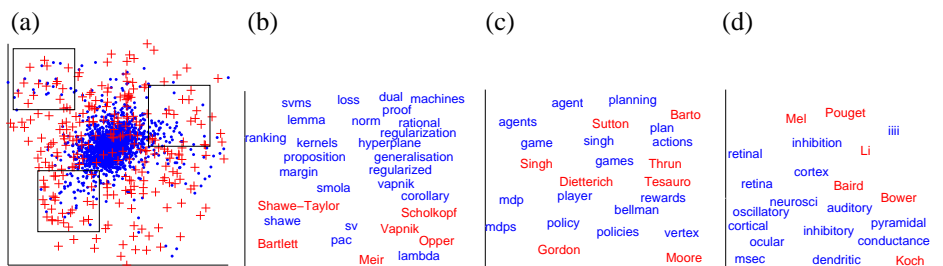 (a) (b) (c) (d)
svms loss dual machines
proof
lemma norm rational
regularization
ranking kernels hyperplane
proposition generalisation
margin regularized
smola vapnik
corollary
Shawe-Taylor Scholkopf
shawe sv Vapnik
Bartlett pac Opper
Meir lambda
agent planning
Barto
agents Sutton plan
game singh actions
Singh games Thrun
Dietterich Tesauro
mdp player rewards
bellman
mdps policy policies vertex
Gordon Moore
Mel Pouget
iiii
inhibition
retinal Li
cortex
retina Baird
neurosci Bower
oscillatory auditory
cortical inhibitory pyramidal
ocular conductance
msec dendritic Koch